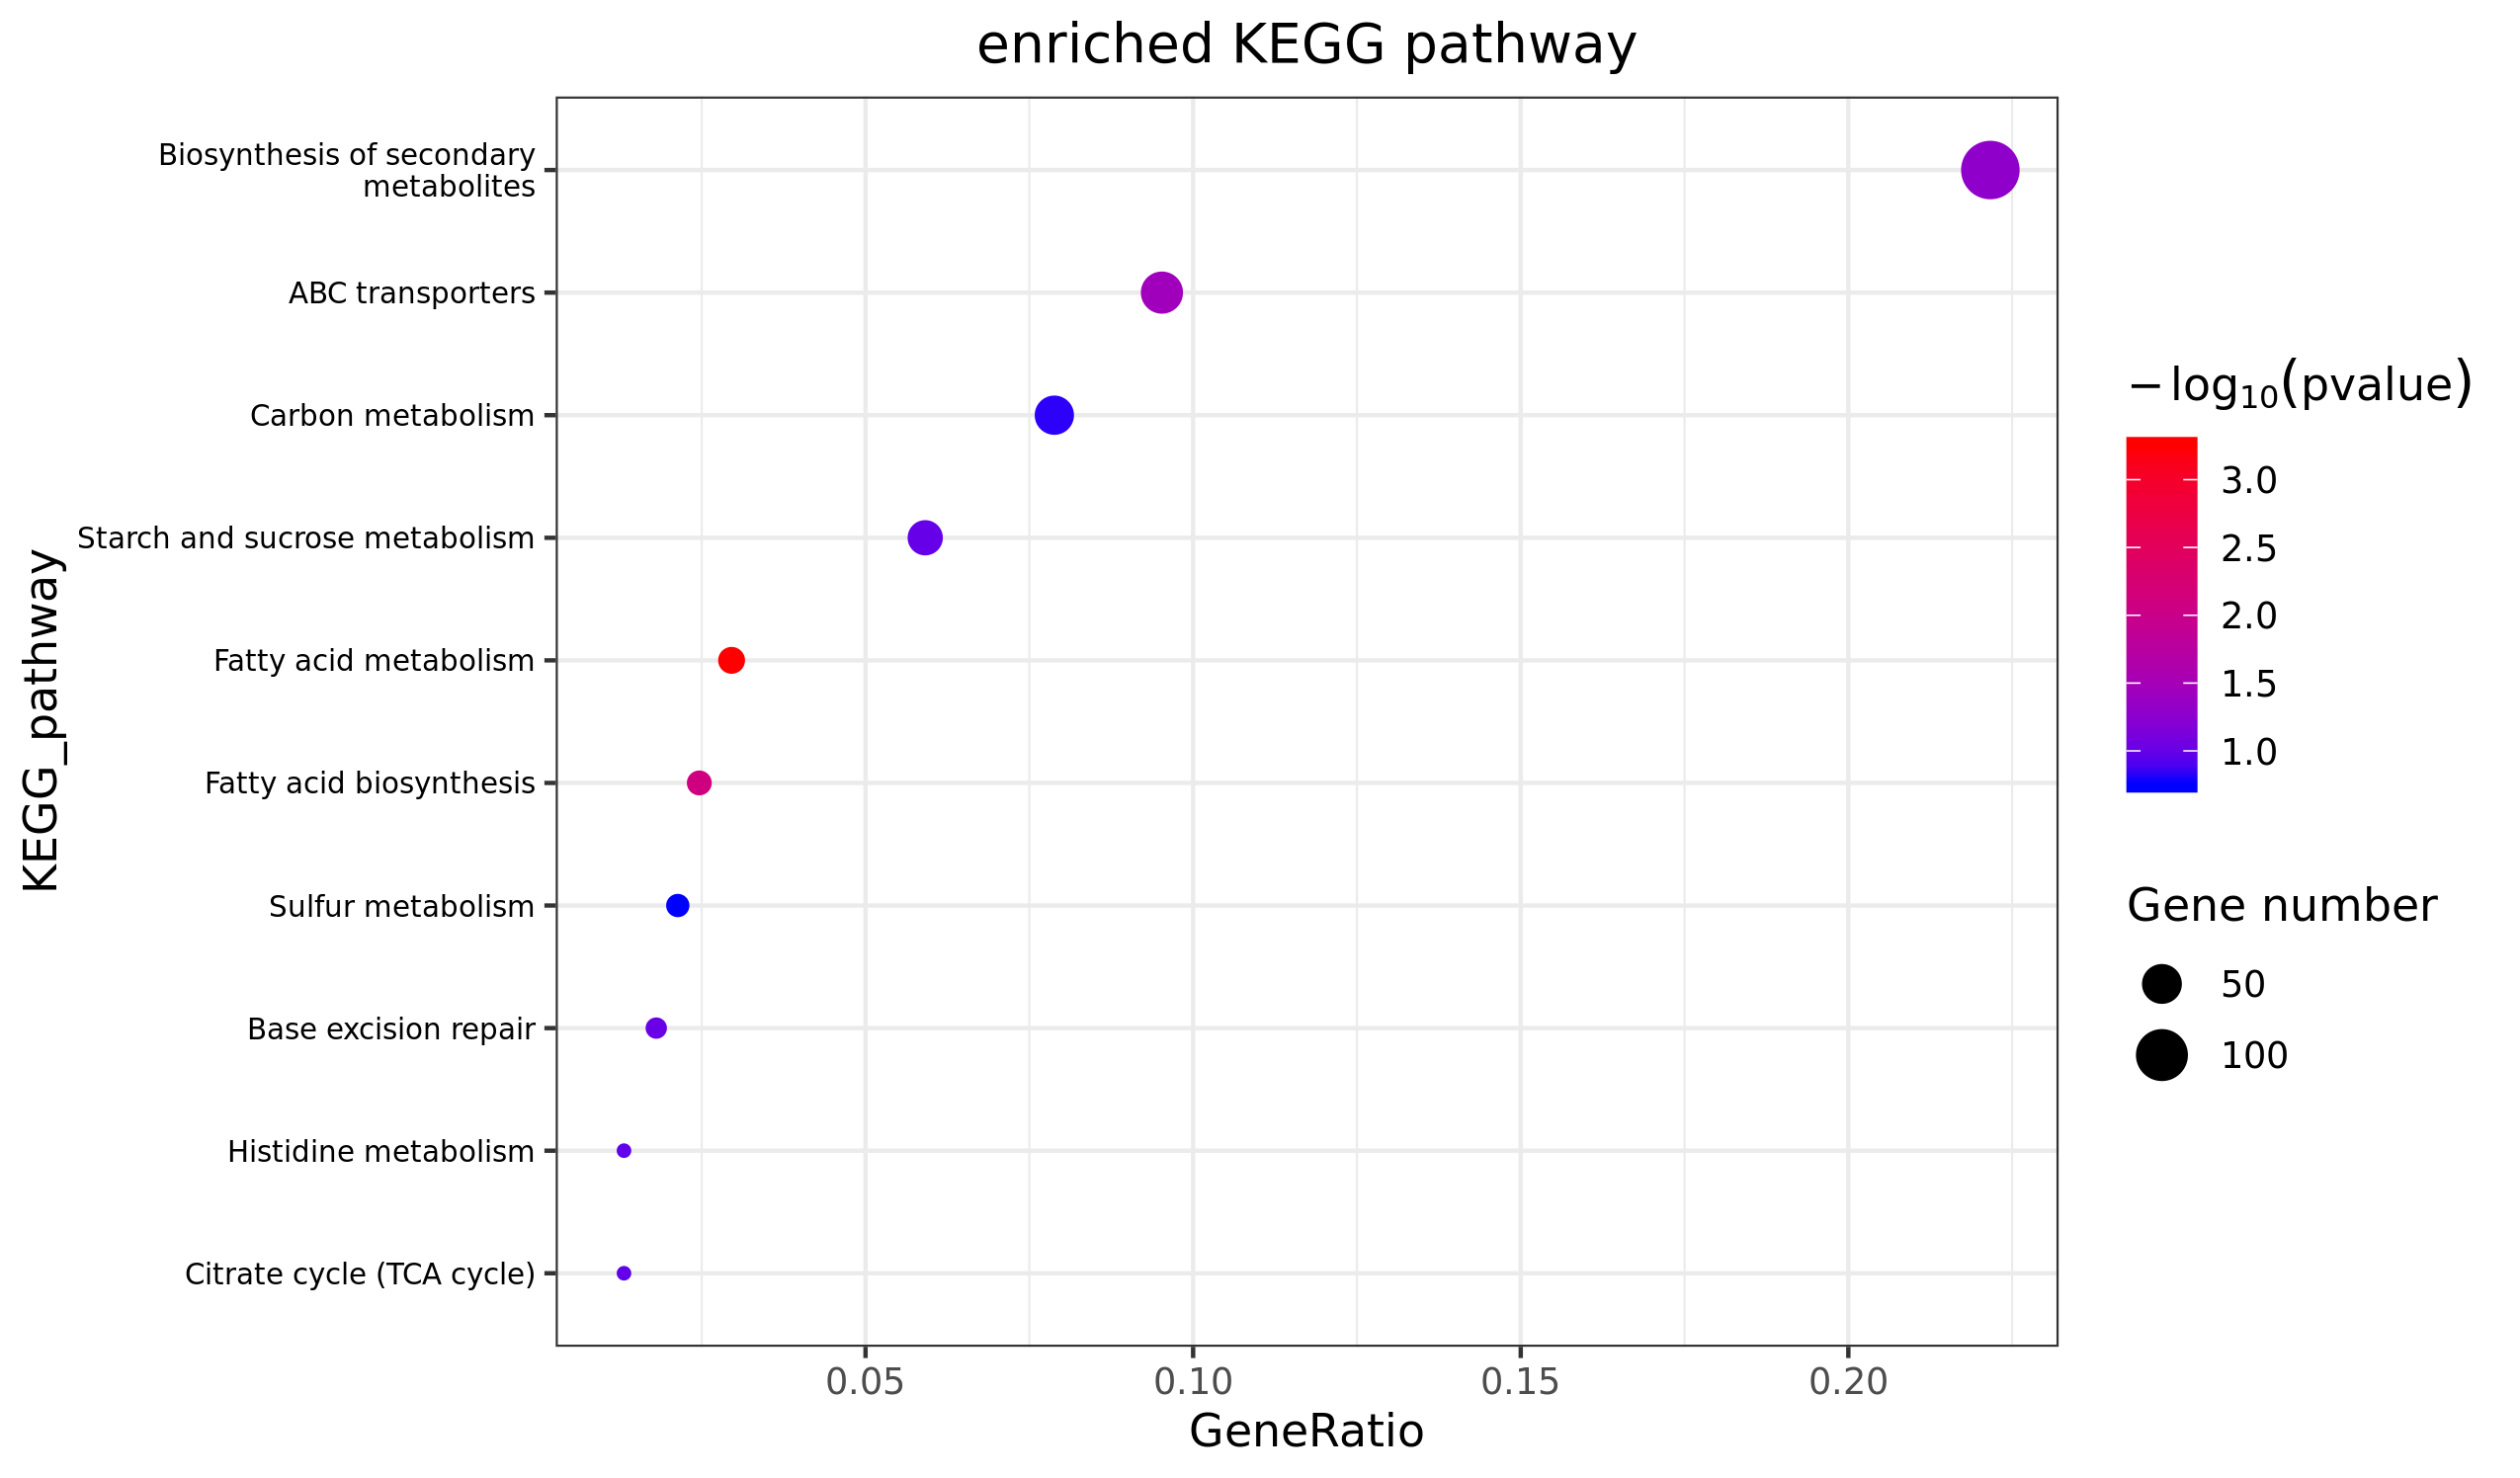 enriched KEGG pathway
KEGG_pathway
Biosynthesis of secondary
metabolites
ABC transporters
Carbon metabolism
Starch and sucrose metabolism
Fatty acid metabolism
Fatty acid biosynthesis
Sulfur metabolism
Base excision repair
Histidine metabolism
Citrate cycle (TCA cycle)
0.05 0.10 0.15 0.20
GeneRatio
−log₁₀(pvalue)
3.0
2.5
2.0
1.5
1.0
Gene number
50
100